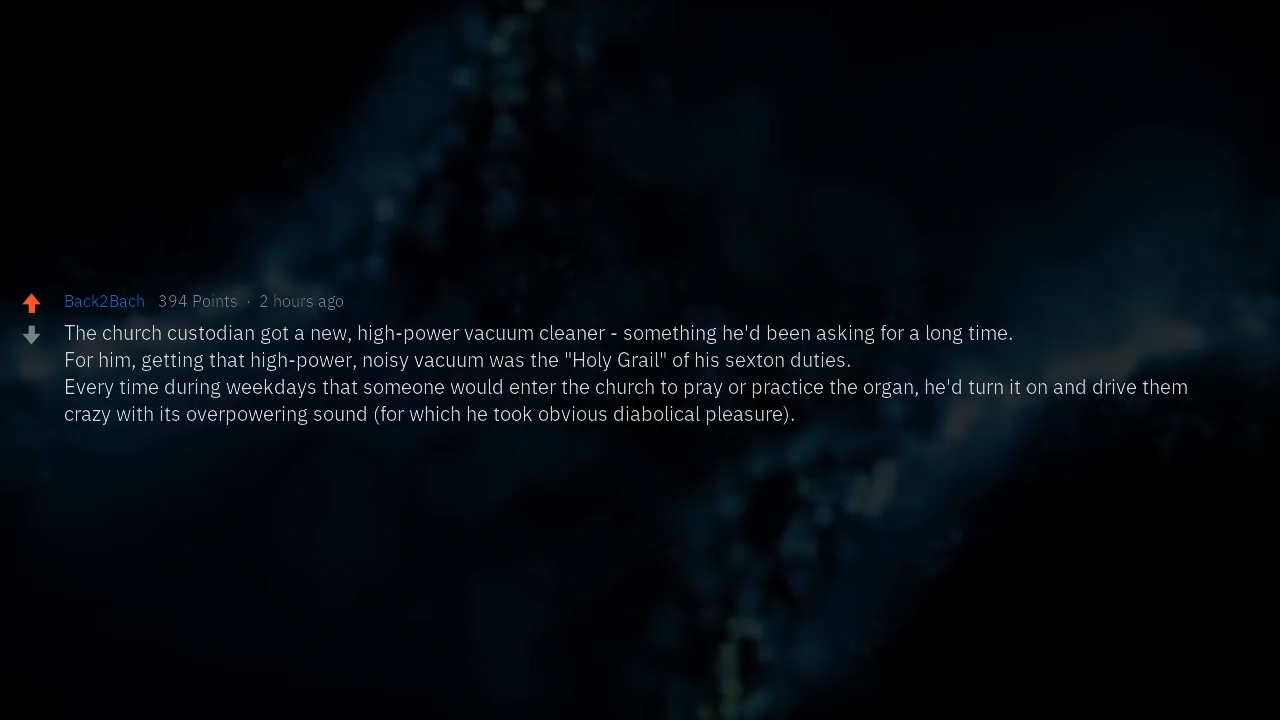 Back2Bach 394 Points · 2 hours ago
The church custodian got a new, high-power vacuum cleaner - something he'd been asking for a long time.
For him, getting that high-power, noisy vacuum was the "Holy Grail" of his sexton duties.
Every time during weekdays that someone would enter the church to pray or practice the organ, he'd turn it on and drive them
crazy with its overpowering sound (for which he took obvious diabolical pleasure).